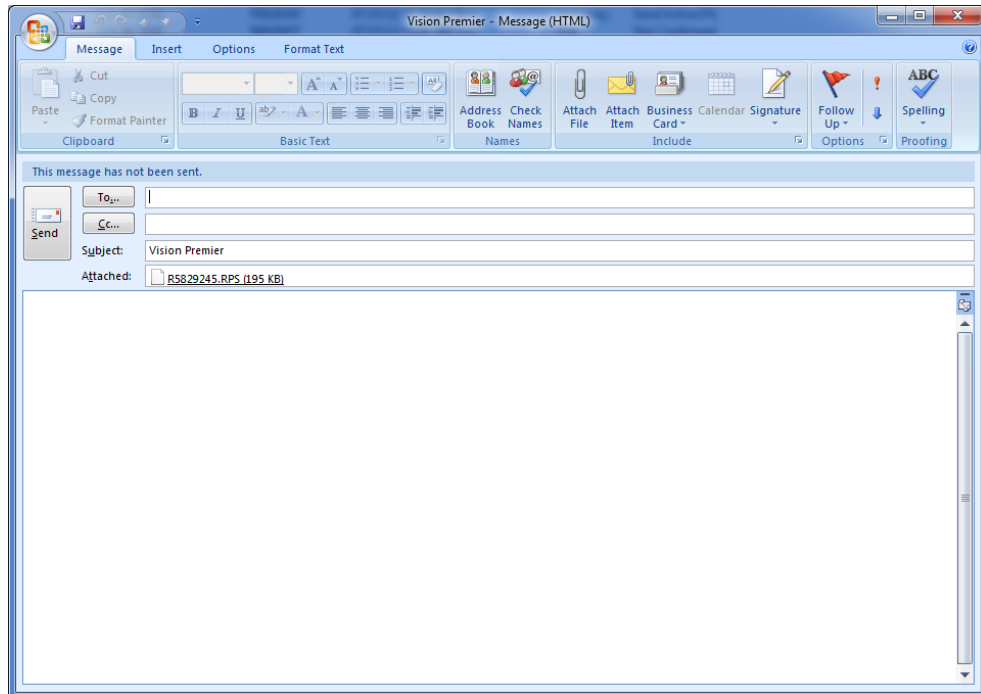 Vision Premier - Message (HTML)
Message Insert Options Format Text
Cut
Copy
Format Painter
Paste
Clipboard
B I U
Basic Text
Address Book
Check Names
Names
Attach File
Attach Item
Business Card
Calendar
Signature
Include
Follow Up
Options
ABC
Spelling
Proofing
This message has not been sent.
Send
To...
Cc...
Subject: Vision Premier
Attached: R5829245.RPS (195 KB)